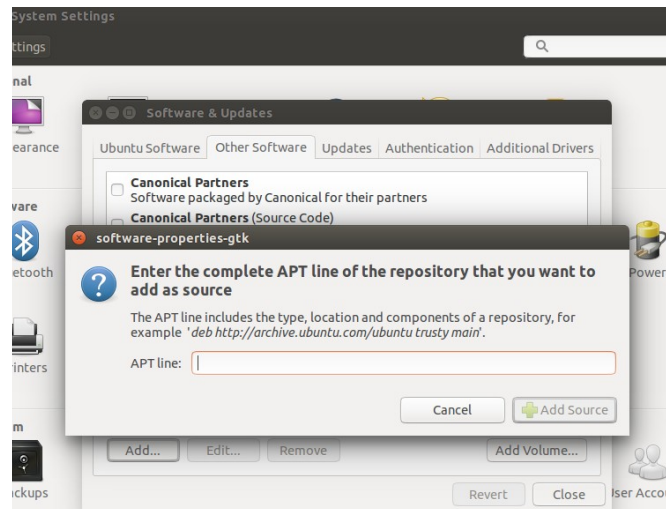 System Settings
ttings
nal
Software & Updates
earance
Ubuntu Software Other Software Updates Authentication Additional Drivers
Canonical Partners
Software packaged by Canonical for their partners
ware
Canonical Partners (Source Code)
software-properties-gtk
etooth
Enter the complete APT line of the repository that you want to
add as source
Power
The APT line includes the type, location and components of a repository, for
example 'deb http://archive.ubuntu.com/ubuntu trusty main'.
APT line:
inters
Cancel Add Source
m
Add... Edit... Remove Add Volume...
ckups
Revert Close
ser Accou